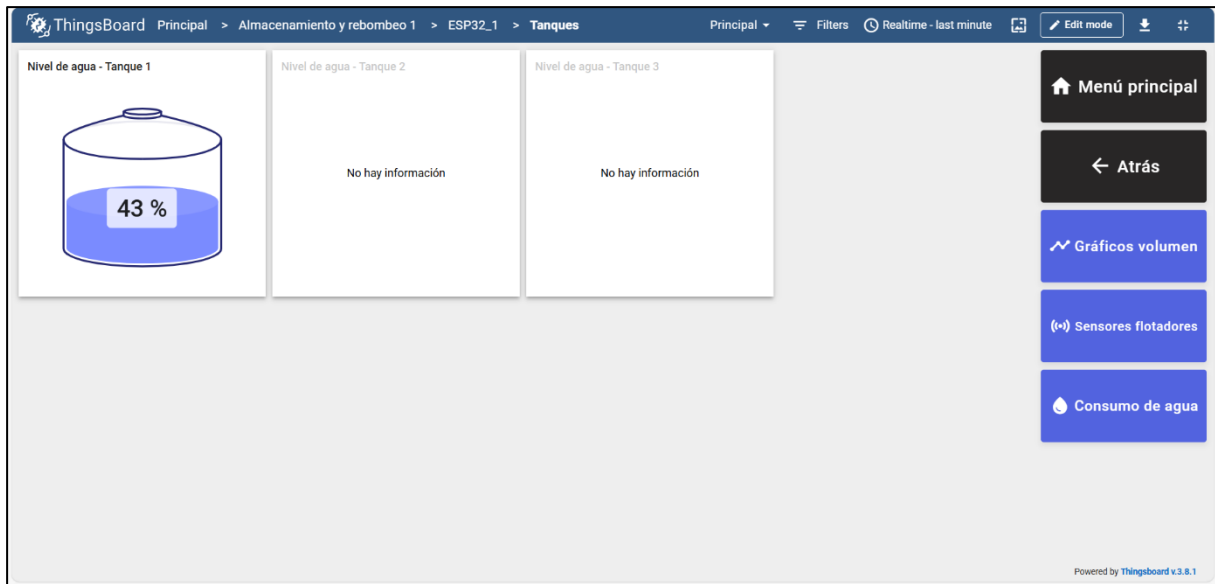 ThingsBoard Principal > Almacenamiento y rebombeo 1 > ESP32_1 > Tanques Principal Filters Realtime - last minute Edit mode
Nivel de agua - Tanque 1
43 %
Nivel de agua - Tanque 2
No hay información
Nivel de agua - Tanque 3
No hay información
Menú principal
Atrás
Gráficos volumen
Sensores flotadores
Consumo de agua
Powered by Thingsboard v.3.8.1